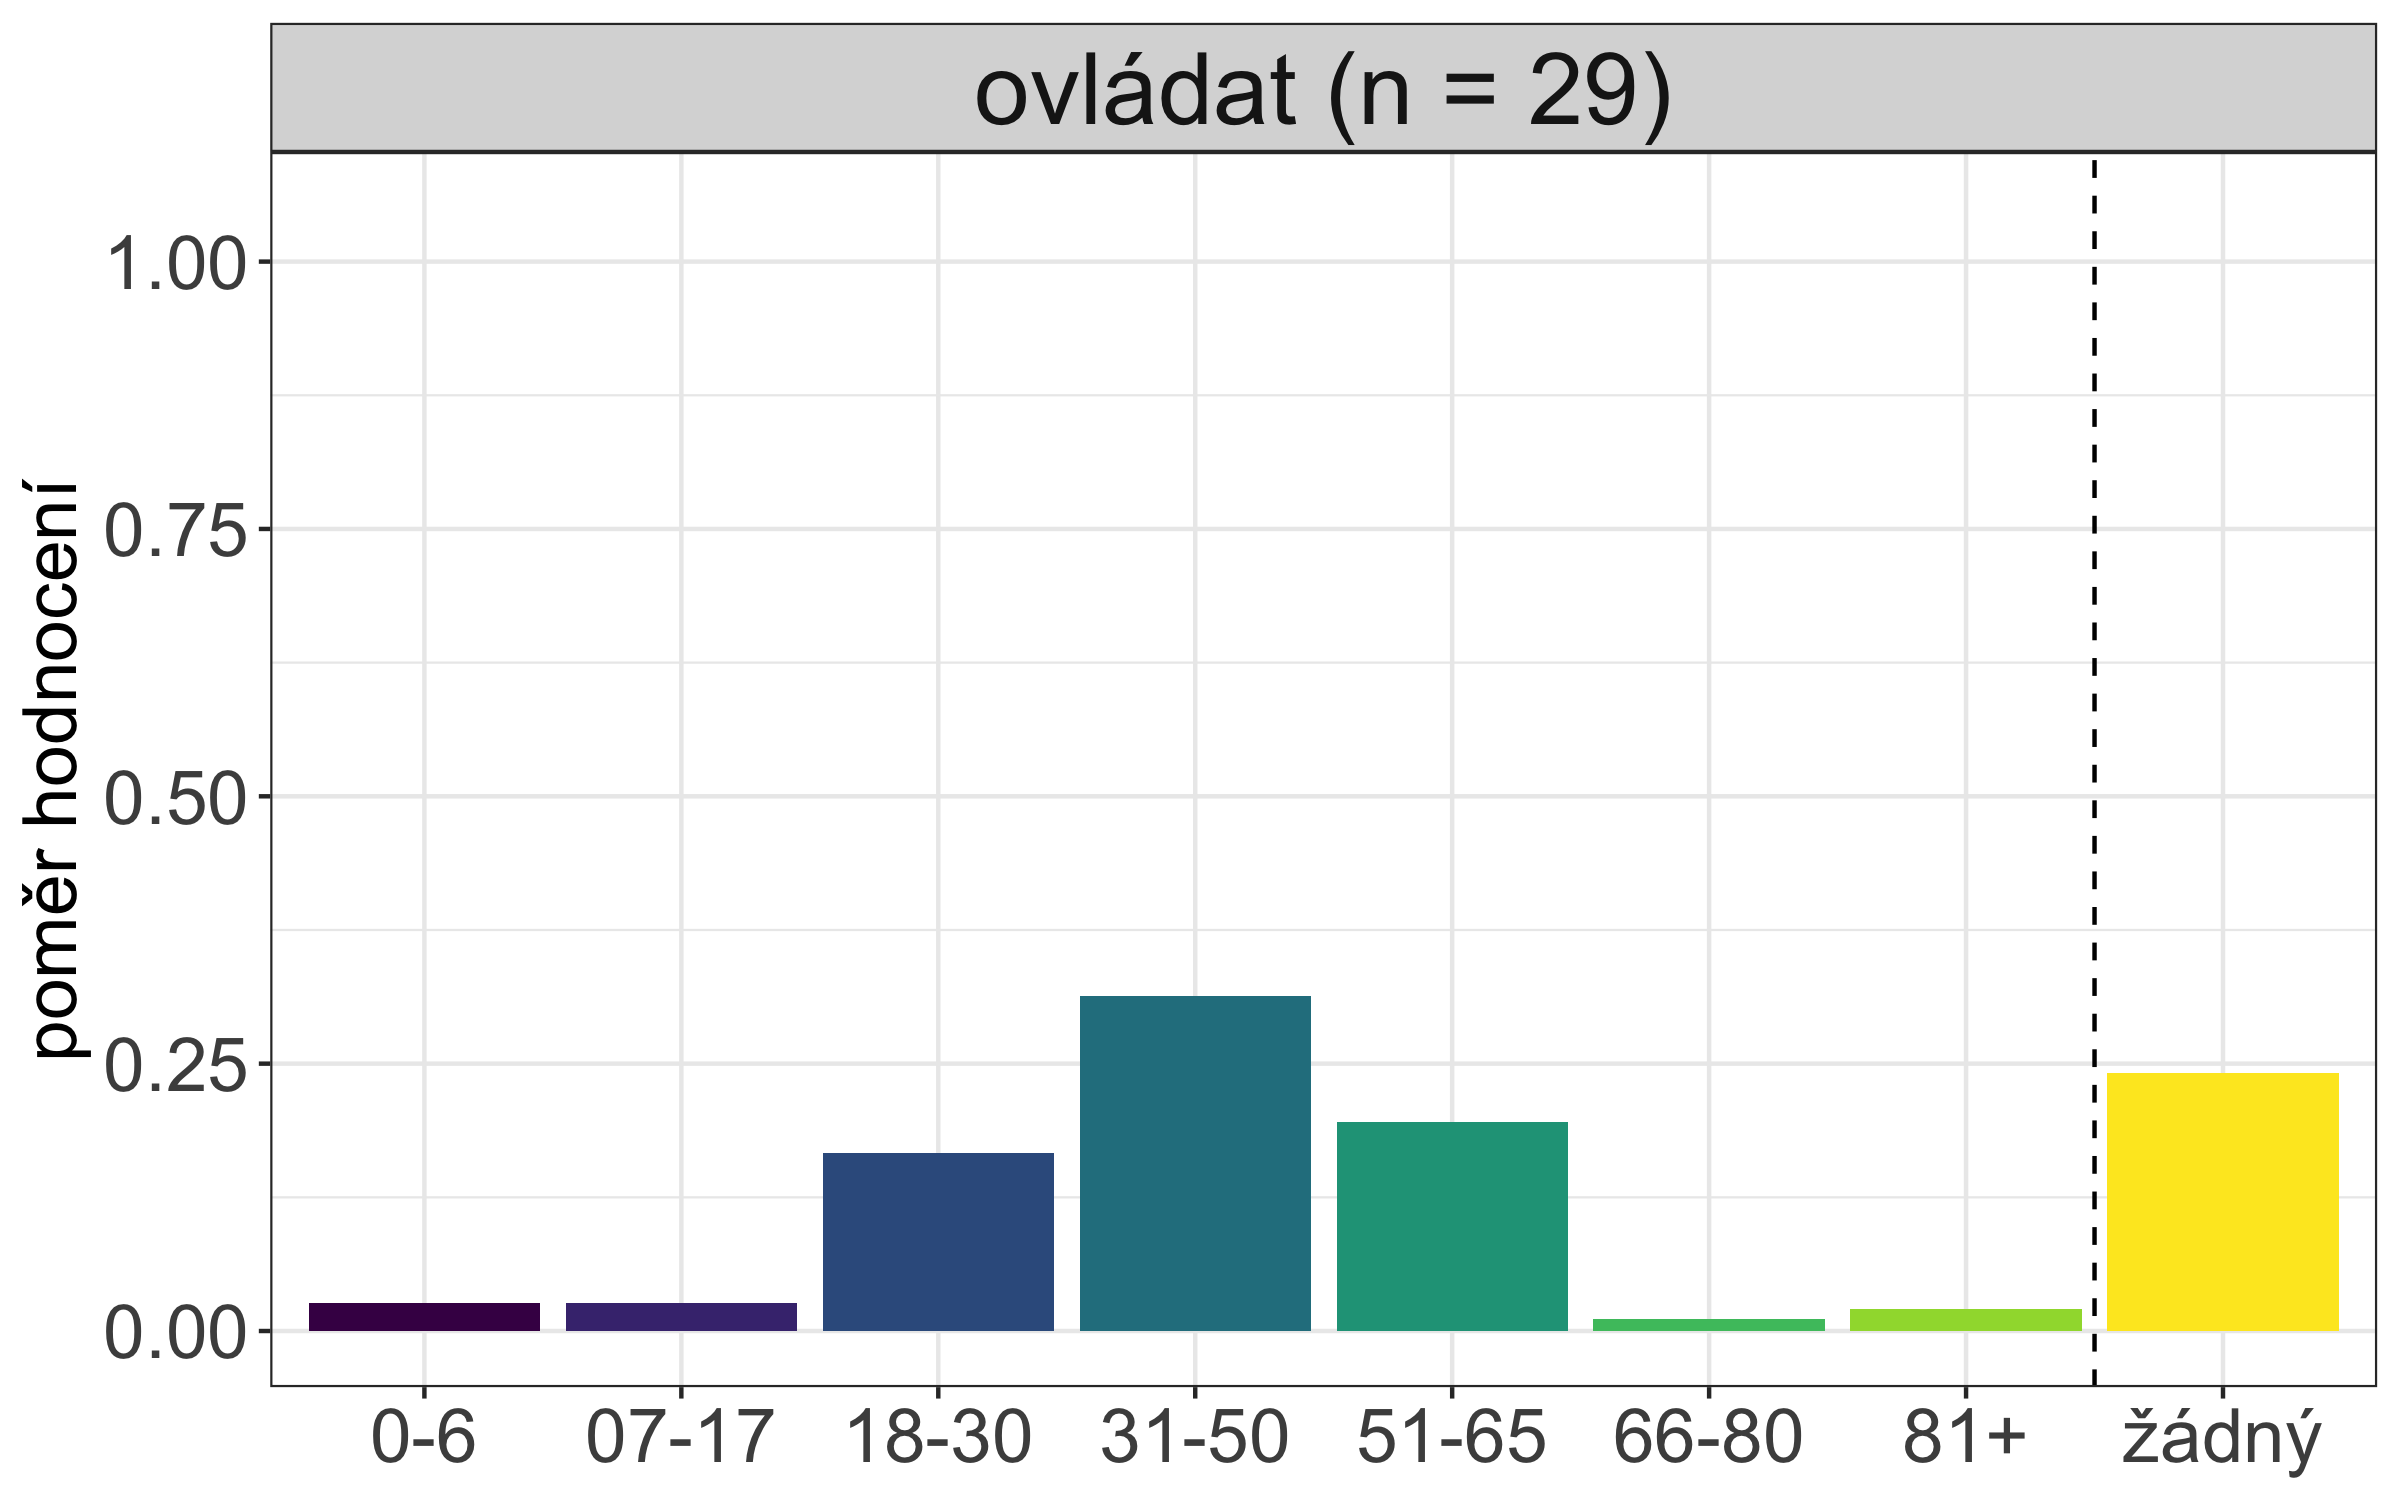 ovládat (n = 29)
poměr hodnocení
1.00
0.75
0.50
0.25
0.00
0-6 07-17 18-30 31-50 51-65 66-80 81+ žádný